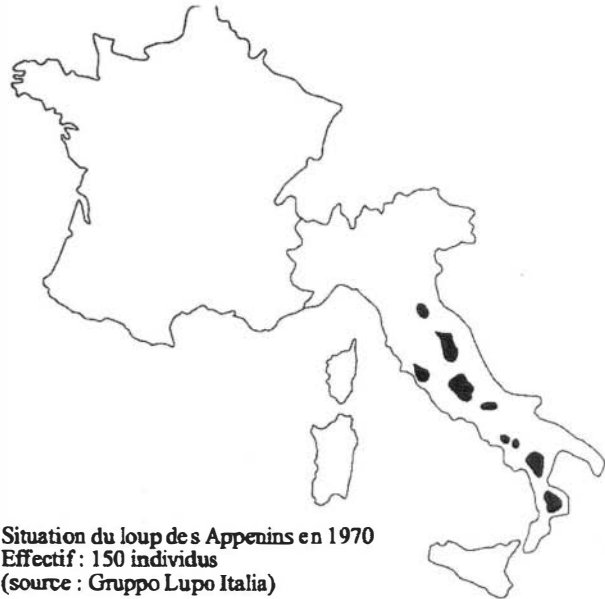 Situation du loup des Appenins en 1970
Effectif : 150 individus
(source : Gruppo Lupo Italia)